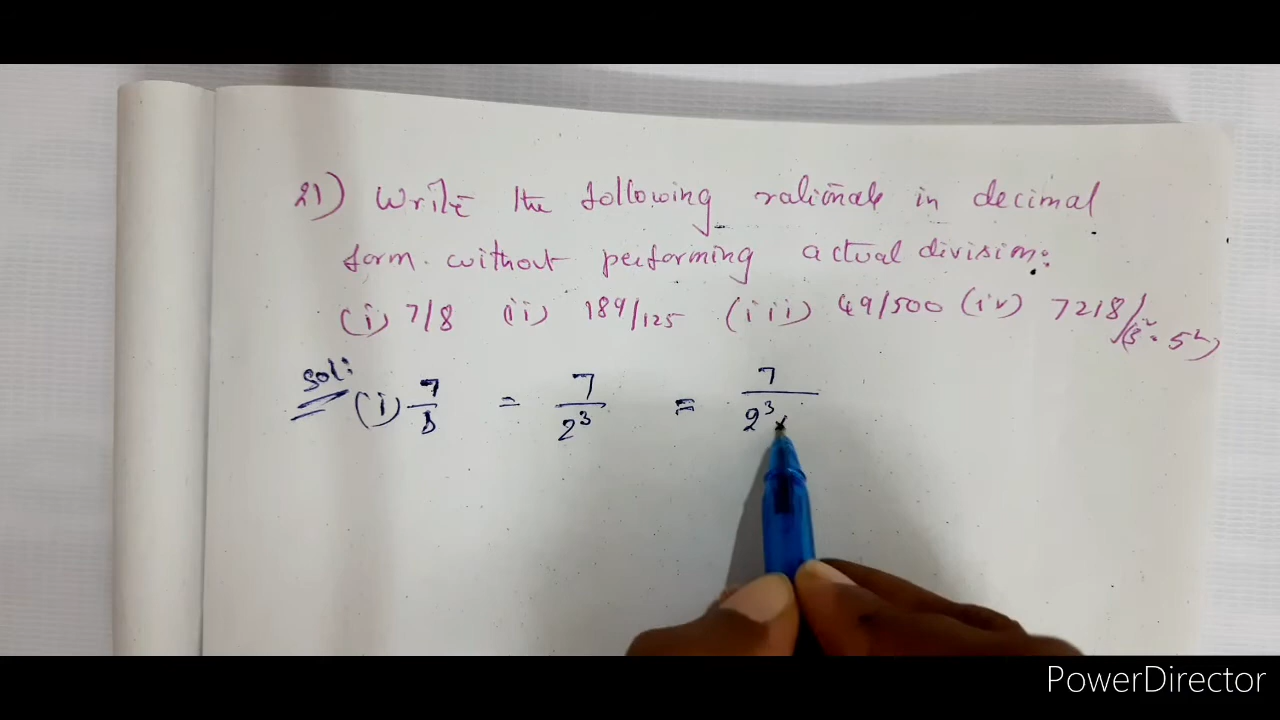 21) Write the following rationals in decimal
form without performing actual division:
(i) 7/8 (ii) 189/125 (iii) 49/500 (iv) 7218/(3² · 5²)
Sol:
(i) 7/8 = 7/2³ = 7/2³×
PowerDirector